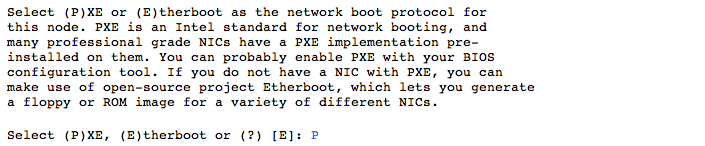 Select (P)XE or (E)therboot as the network boot protocol for
this node. PXE is an Intel standard for network booting, and
many professional grade NICs have a PXE implementation pre-
installed on them. You can probably enable PXE with your BIOS
configuration tool. If you do not have a NIC with PXE, you can
make use of open-source project Etherboot, which lets you generate
a floppy or ROM image for a variety of different NICs.

Select (P)XE, (E)therboot or (?) [E]: P